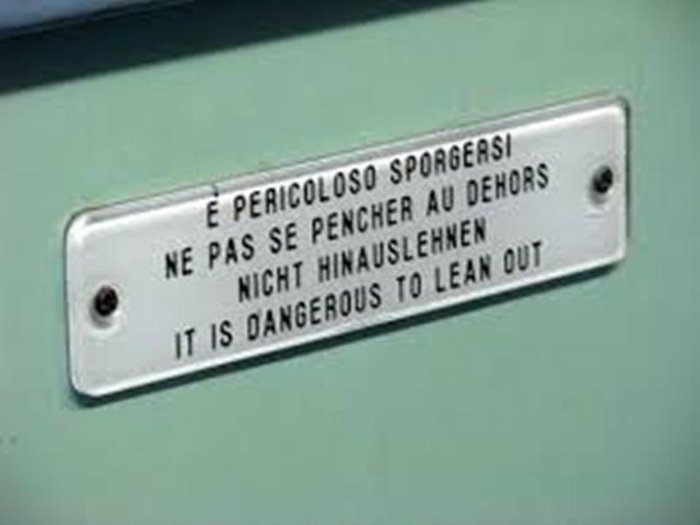 È PERICOLOSO SPORGERSI
NE PAS SE PENCHER AU DEHORS
NICHT HINAUSLEHNEN
IT IS DANGEROUS TO LEAN OUT